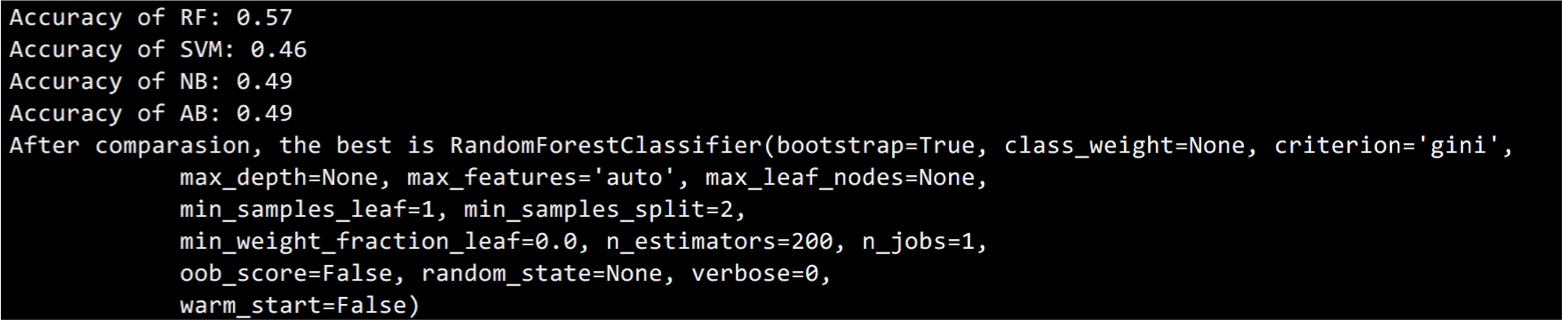 Accuracy of RF: 0.57
Accuracy of SVM: 0.46
Accuracy of NB: 0.49
Accuracy of AB: 0.49
After comparasion, the best is RandomForestClassifier(bootstrap=True, class_weight=None, criterion='gini',
max_depth=None, max_features='auto', max_leaf_nodes=None,
min_samples_leaf=1, min_samples_split=2,
min_weight_fraction_leaf=0.0, n_estimators=200, n_jobs=1,
oob_score=False, random_state=None, verbose=0,
warm_start=False)